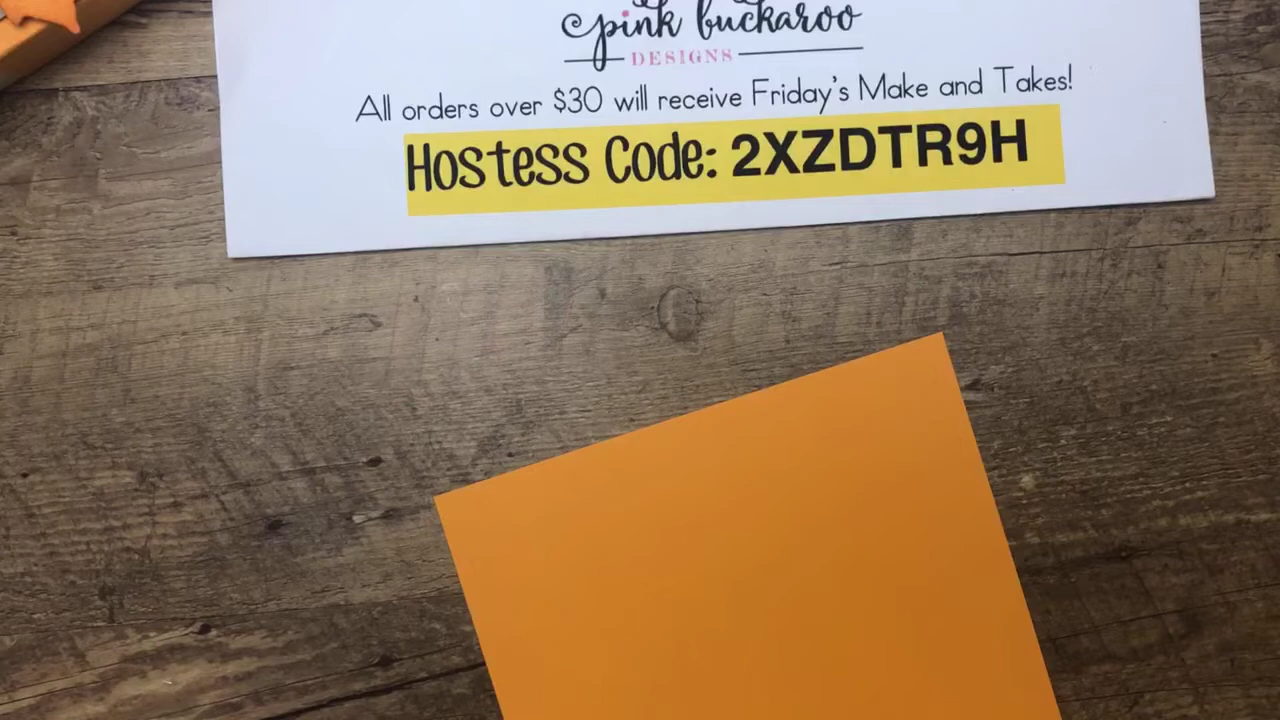 pink buckaroo
DESIGNS
All orders over $30 will receive Friday's Make and Takes!
Hostess Code: 2XZDTR9H